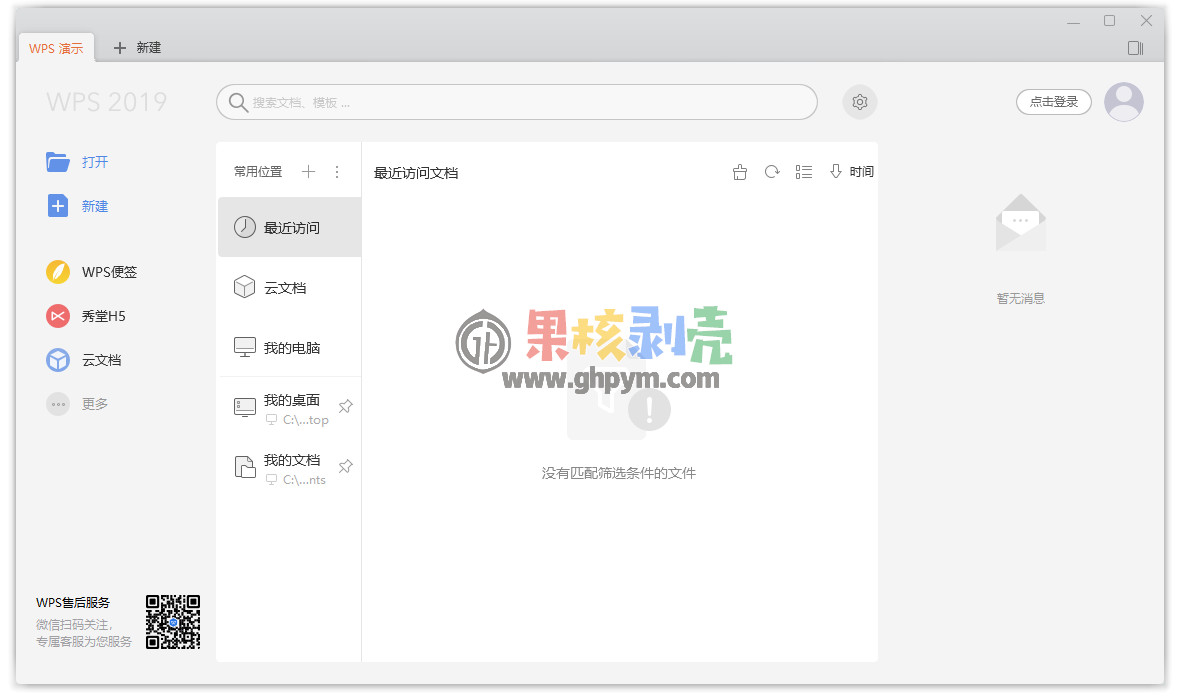 WPS 演示
新建
WPS 2019
搜索文档、模板 ...
点击登录
打开
新建
WPS便签
秀堂H5
云文档
更多
常用位置
最近访问
云文档
我的电脑
我的桌面
C:\...top
我的文档
C:\...nts
最近访问文档
时间
果核剥壳
www.ghpym.com
没有匹配筛选条件的文件
暂无消息
WPS售后服务
微信扫码关注，
专属客服为您服务